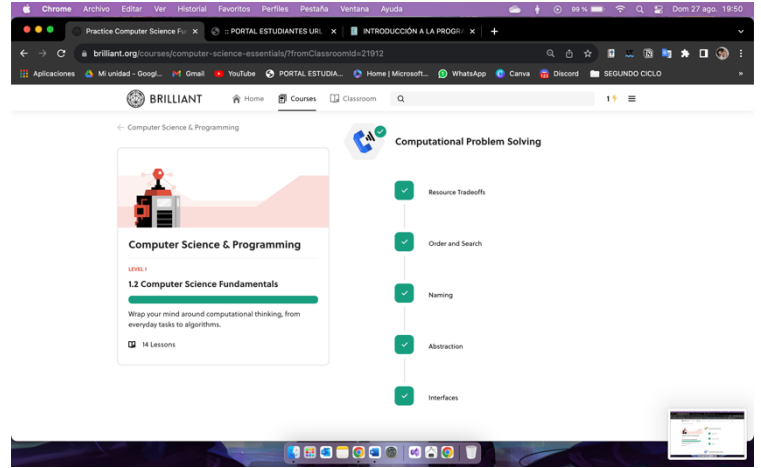 Chrome Archivo Editar Ver Historial Favoritos Perfiles Pestaña Ventana Ayuda 99 % Dom 27 ago. 19:50
Practice Computer Science Fu × :: PORTAL ESTUDIANTES URL × INTRODUCCIÓN A LA PROGRA × +
brilliant.org/courses/computer-science-essentials/?fromClassroomId=21912
Aplicaciones Mi unidad - Googl... Gmail YouTube PORTAL ESTUDIA... Home | Microsoft... WhatsApp Canva Discord SEGUNDO CICLO »
BRILLIANT Home Courses Classroom 1
← Computer Science & Programming
Computational Problem Solving
Resource Tradeoffs
Computer Science & Programming
Order and Search
LEVEL 1
1.2 Computer Science Fundamentals
Naming
Wrap your mind around computational thinking, from
everyday tasks to algorithms.
14 Lessons
Abstraction
Interfaces